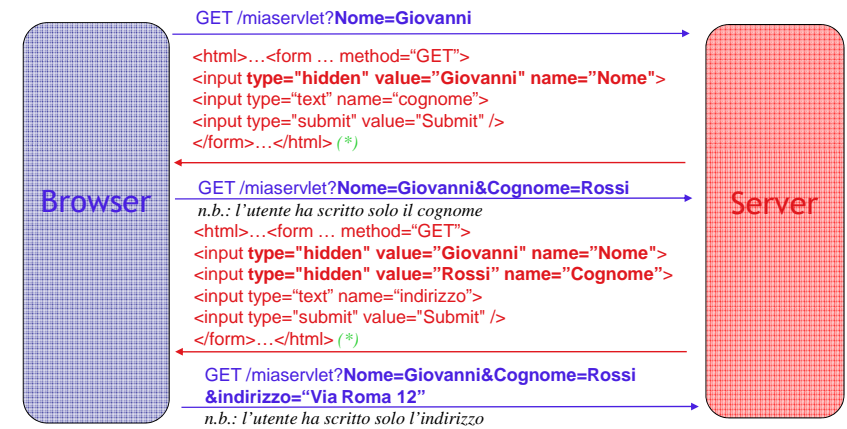 GET /miaservlet?Nome=Giovanni
<html>…<form … method=“GET”>
<input type="hidden" value=”Giovanni" name=”Nome">
<input type=“text” name=“cognome”>
<input type="submit" value="Submit" />
</form>…</html> (*)
Browser
Server
GET /miaservlet?Nome=Giovanni&Cognome=Rossi
n.b.: l’utente ha scritto solo il cognome
<html>…<form … method=“GET”>
<input type="hidden" value=”Giovanni" name=”Nome">
<input type="hidden" value=”Rossi” name=”Cognome”>
<input type=“text” name=“indirizzo”>
<input type=“submit" value="Submit" />
</form>…</html> (*)
GET /miaservlet?Nome=Giovanni&Cognome=Rossi
&indirizzo=“Via Roma 12”
n.b.: l’utente ha scritto solo l’indirizzo